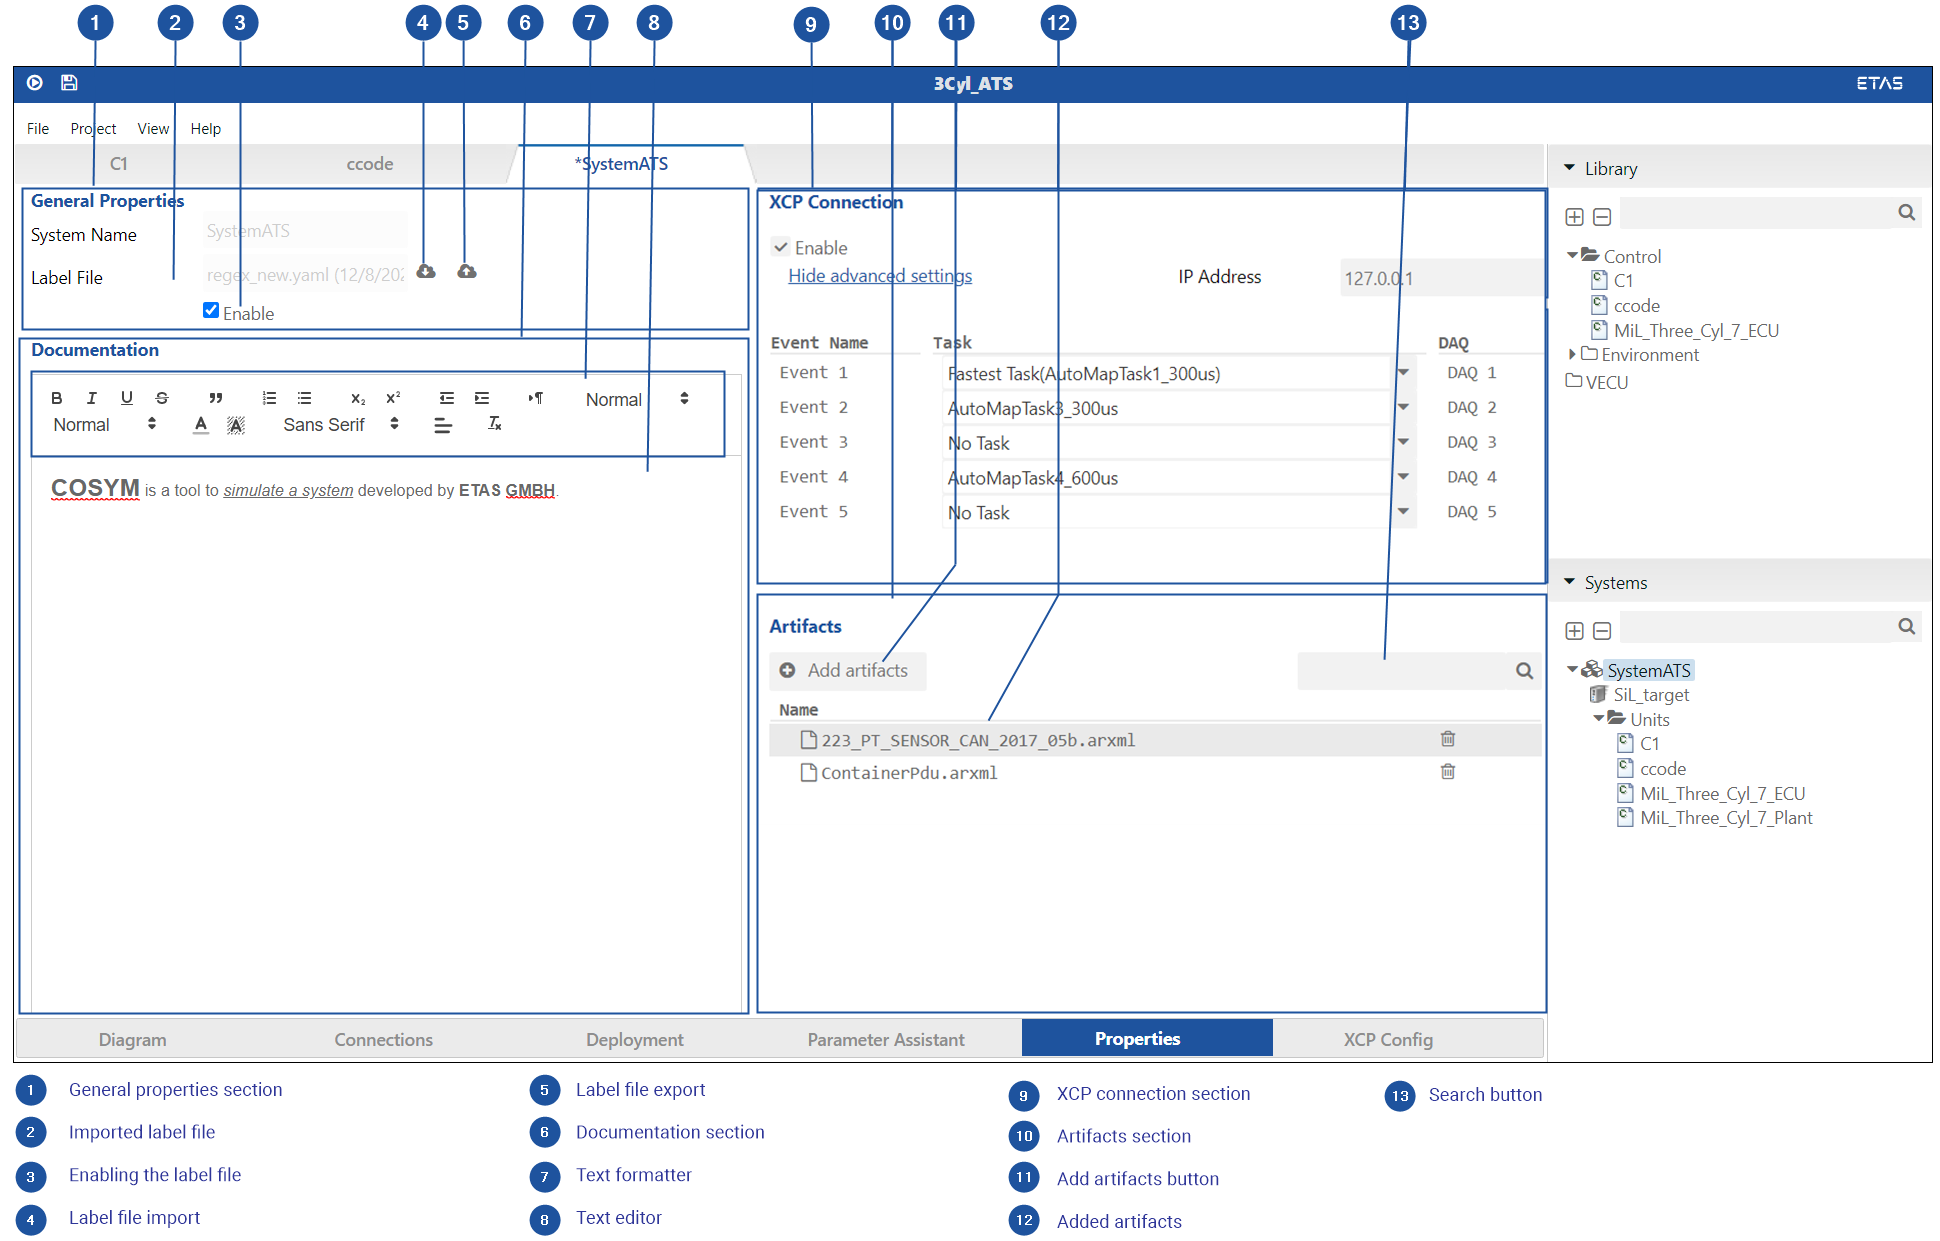 1 2 3 4 5 6 7 8 9 10 11 12 13
3Cyl_ATS
ETAS
File Project View Help
C1 ccode *SystemATS
General Properties
System Name SystemATS
Label File regex_new.yaml (12/8/202
Enable
Documentation
Normal
Normal Sans Serif
COSYM is a tool to simulate a system developed by ETAS GMBH.
XCP Connection
Enable
Hide advanced settings
IP Address 127.0.0.1
Event Name Task DAQ
Event 1 Fastest Task(AutoMapTask1_300us) DAQ 1
Event 2 AutoMapTask3_300us DAQ 2
Event 3 No Task DAQ 3
Event 4 AutoMapTask4_600us DAQ 4
Event 5 No Task DAQ 5
Artifacts
Add artifacts
Name
223_PT_SENSOR_CAN_2017_05b.arxml
ContainerPdu.arxml
Library
Control
C1
ccode
MiL_Three_Cyl_7_ECU
Environment
VECU
Systems
SystemATS
SiL_target
Units
C1
ccode
MiL_Three_Cyl_7_ECU
MiL_Three_Cyl_7_Plant
Diagram Connections Deployment Parameter Assistant Properties XCP Config
1 General properties section
2 Imported label file
3 Enabling the label file
4 Label file import
5 Label file export
6 Documentation section
7 Text formatter
8 Text editor
9 XCP connection section
10 Artifacts section
11 Add artifacts button
12 Added artifacts
13 Search button